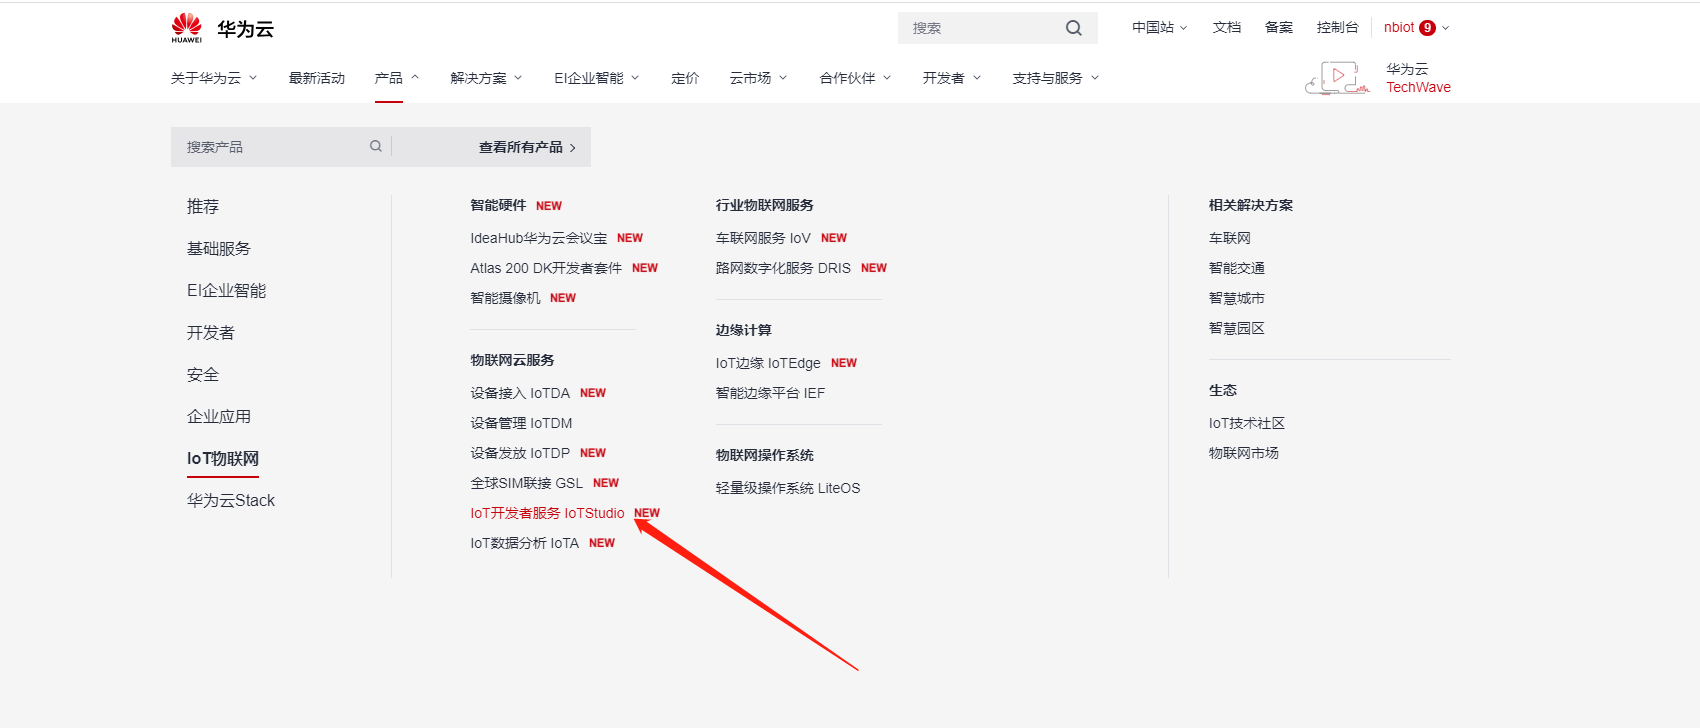 HUAWEI
华为云
搜索
中国站
文档
备案
控制台
nbiot 9
关于华为云
最新活动
产品
解决方案
EI企业智能
定价
云市场
合作伙伴
开发者
支持与服务
华为云
TechWave
搜索产品
查看所有产品
推荐
基础服务
EI企业智能
开发者
安全
企业应用
IoT物联网
华为云Stack
智能硬件 NEW
IdeaHub华为云会议宝 NEW
Atlas 200 DK开发者套件 NEW
智能摄像机 NEW
物联网云服务
设备接入 IoTDA NEW
设备管理 IoTDM
设备发放 IoTDP NEW
全球SIM联接 GSL NEW
IoT开发者服务 IoTStudio NEW
IoT数据分析 IoTA NEW
行业物联网服务
车联网服务 IoV NEW
路网数字化服务 DRIS NEW
边缘计算
IoT边缘 IoTEdge NEW
智能边缘平台 IEF
物联网操作系统
轻量级操作系统 LiteOS
相关解决方案
车联网
智能交通
智慧城市
智慧园区
生态
IoT技术社区
物联网市场